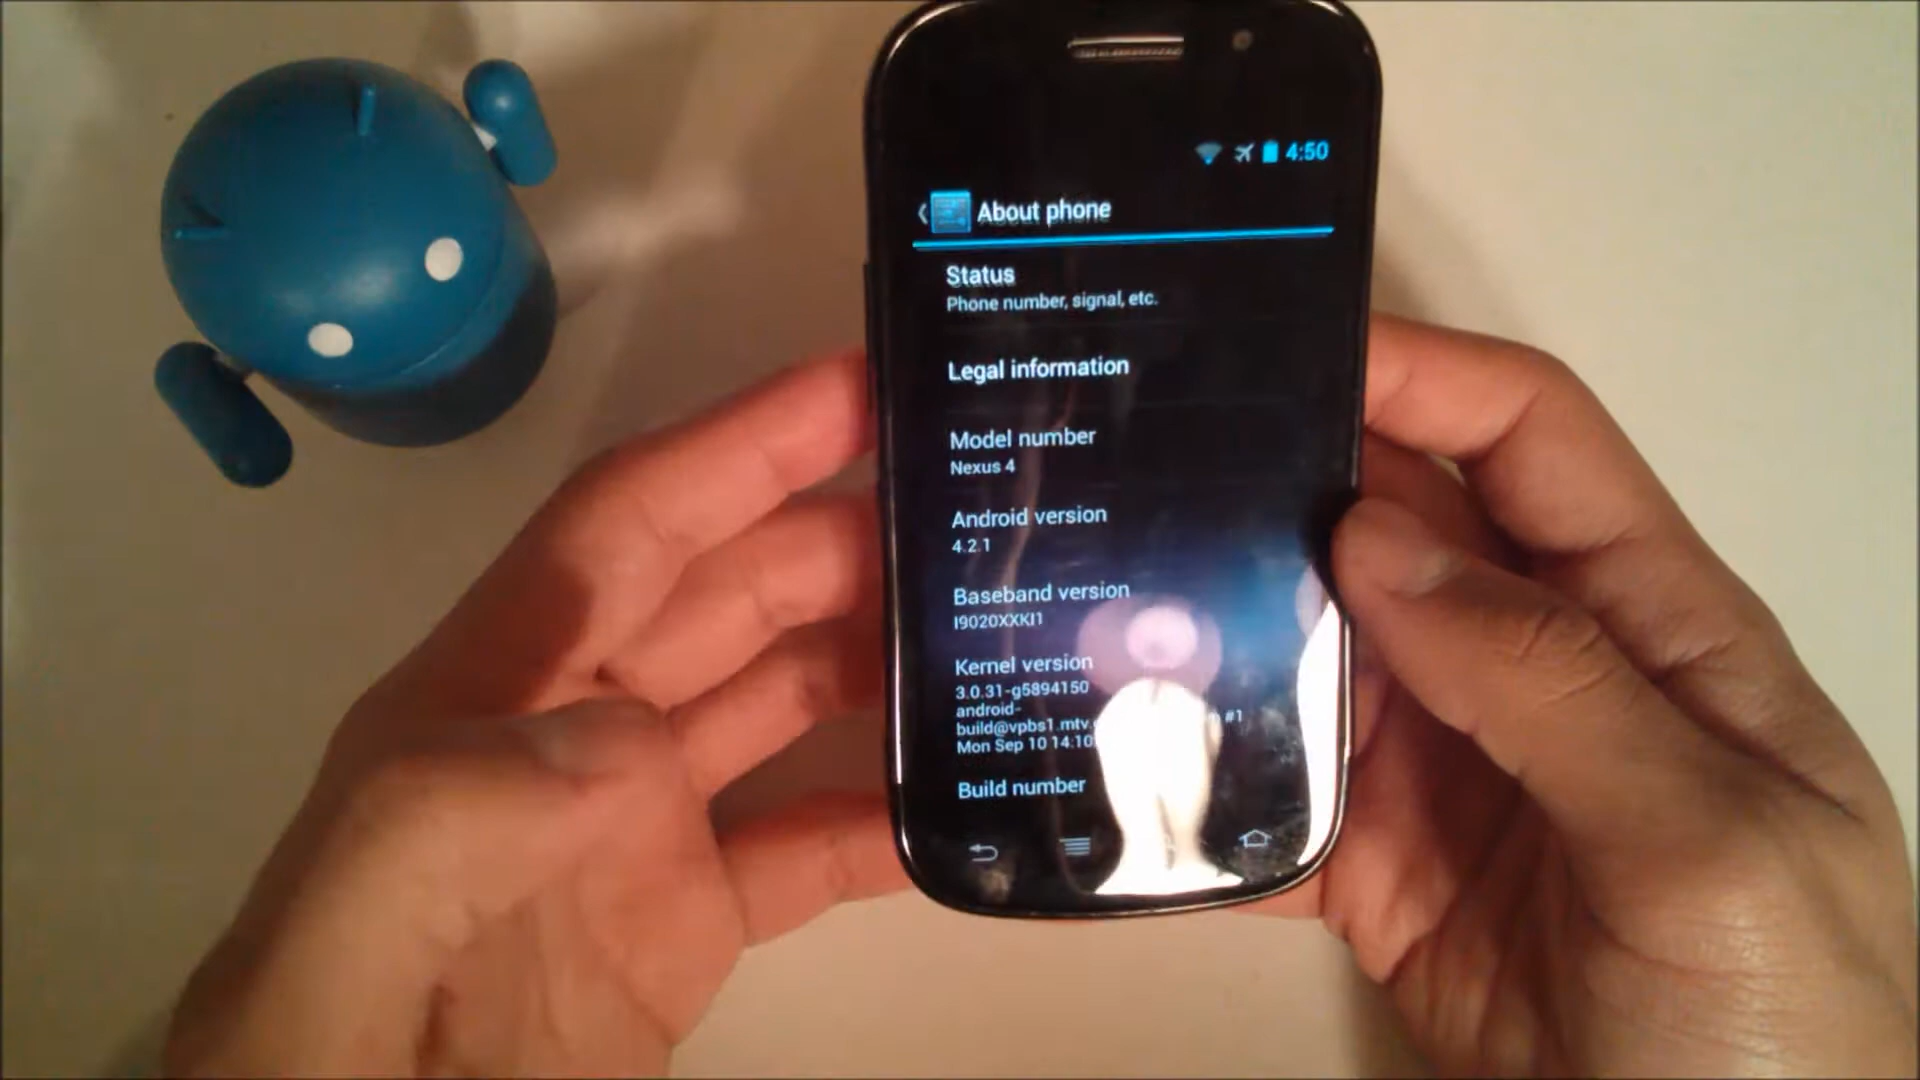 4:50
About phone
Status
Phone number, signal, etc.
Legal information
Model number
Nexus 4
Android version
4.2.1
Baseband version
I9020XXKI1
Kernel version
3.0.31-g5894150
android-
build@vpbs1.mtv. #1
Mon Sep 10 14:10
Build number